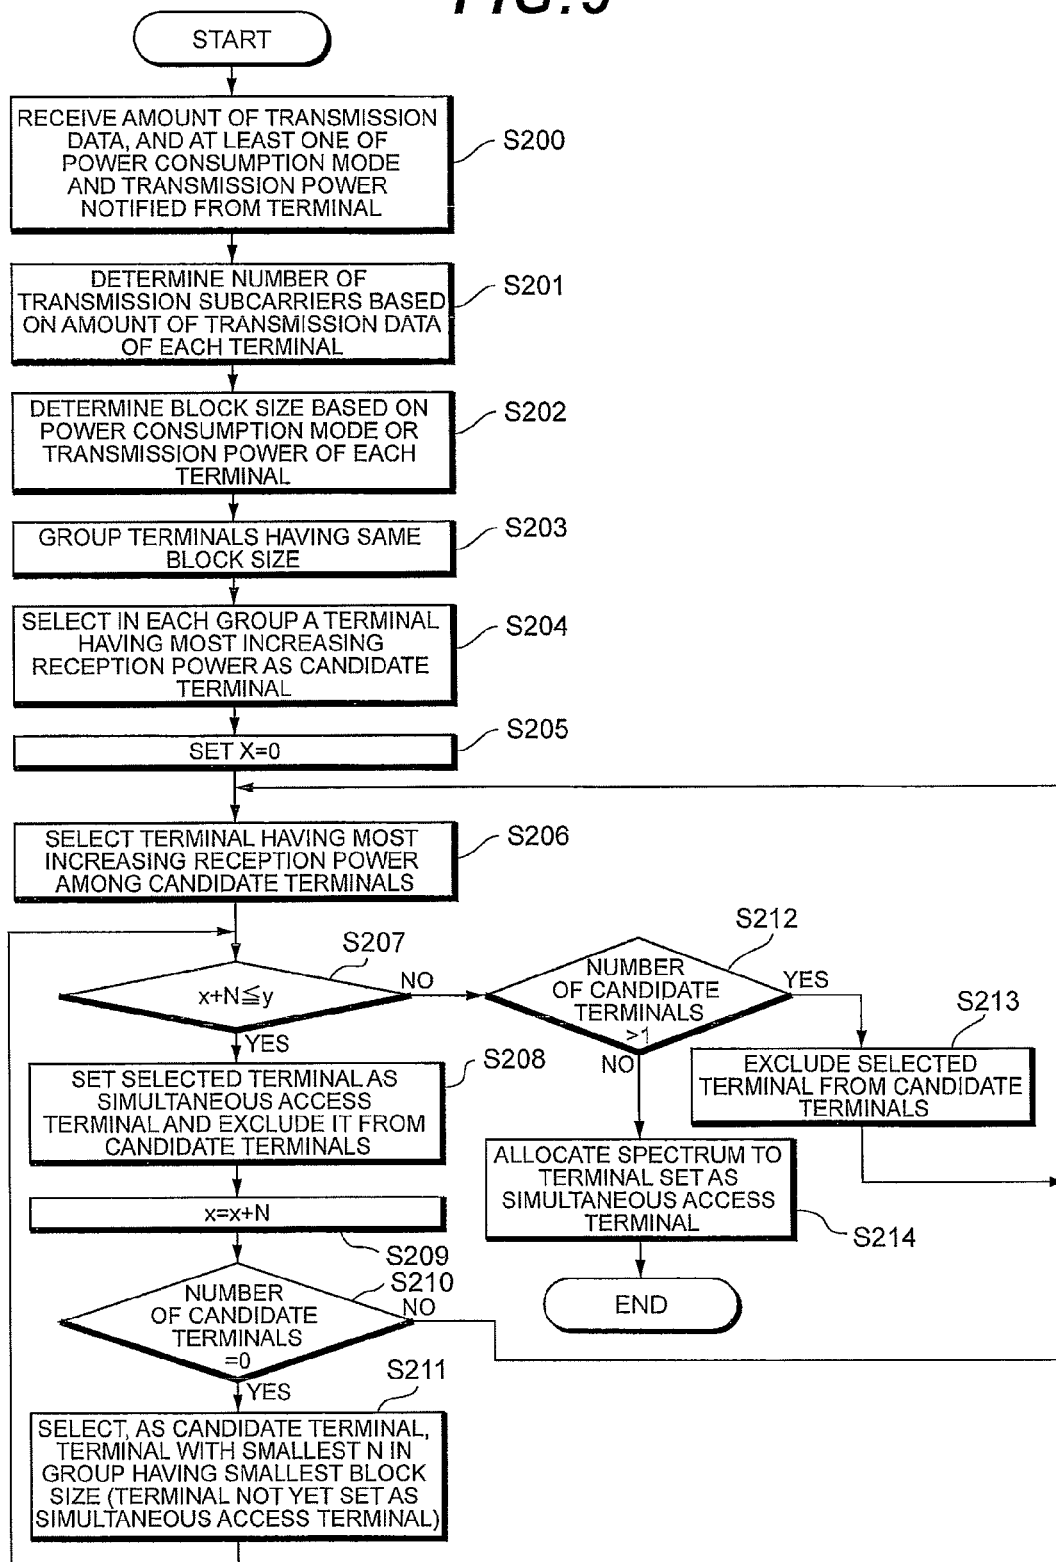 FIG. 9
START
RECEIVE AMOUNT OF TRANSMISSION
DATA, AND AT LEAST ONE OF
POWER CONSUMPTION MODE
AND TRANSMISSION POWER
NOTIFIED FROM TERMINAL
S200
DETERMINE NUMBER OF
TRANSMISSION SUBCARRIERS BASED
ON AMOUNT OF TRANSMISSION DATA
OF EACH TERMINAL
S201
DETERMINE BLOCK SIZE BASED ON
POWER CONSUMPTION MODE OR
TRANSMISSION POWER OF EACH
TERMINAL
S202
GROUP TERMINALS HAVING SAME
BLOCK SIZE
S203
SELECT IN EACH GROUP A TERMINAL
HAVING MOST INCREASING
RECEPTION POWER AS CANDIDATE
TERMINAL
S204
SET X=0
S205
SELECT TERMINAL HAVING MOST
INCREASING RECEPTION POWER
AMONG CANDIDATE TERMINALS
S206
x+N≦y
S207
NO
YES
NUMBER
OF CANDIDATE
TERMINALS
>1
S212
YES
NO
EXCLUDE SELECTED
TERMINAL FROM CANDIDATE
TERMINALS
S213
SET SELECTED TERMINAL AS
SIMULTANEOUS ACCESS
TERMINAL AND EXCLUDE IT FROM
CANDIDATE TERMINALS
S208
ALLOCATE SPECTRUM TO
TERMINAL SET AS
SIMULTANEOUS ACCESS
TERMINAL
S214
x=x+N
S209
END
NUMBER
OF CANDIDATE
TERMINALS
=0
S210
NO
YES
SELECT, AS CANDIDATE TERMINAL,
TERMINAL WITH SMALLEST N IN
GROUP HAVING SMALLEST BLOCK
SIZE (TERMINAL NOT YET SET AS
SIMULTANEOUS ACCESS TERMINAL)
S211